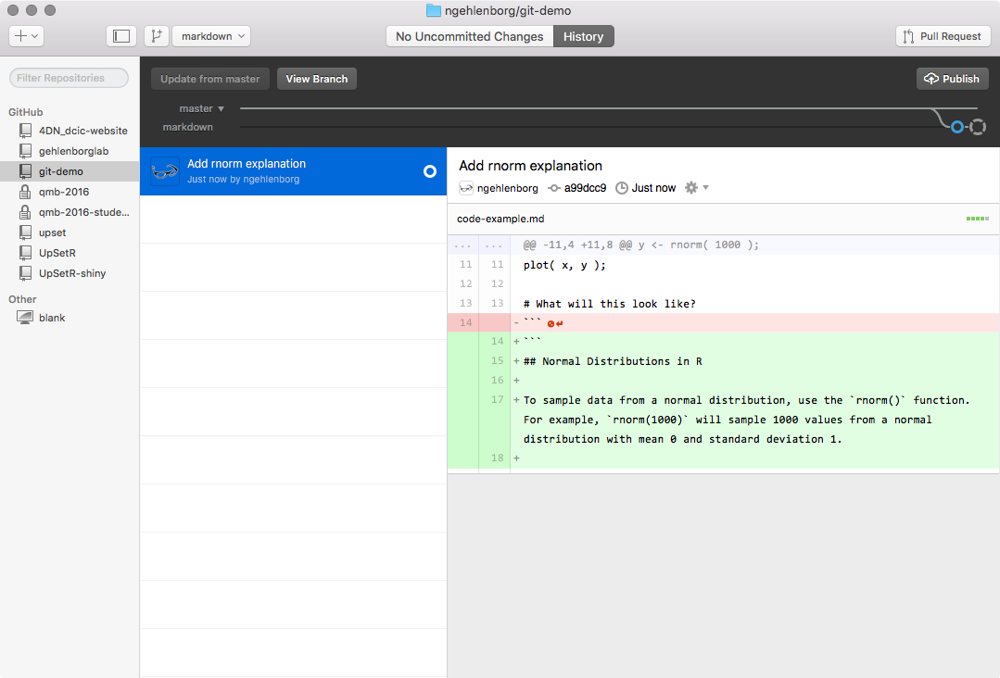 ngehlenborg/git-demo
markdown
No Uncommitted Changes
History
Pull Request
Filter Repositories
GitHub
4DN_dcic-website
gehlenborglab
git-demo
qmb-2016
qmb-2016-stude...
upset
UpSetR
UpSetR-shiny
Other
blank
Update from master
View Branch
Publish
master
markdown
Add rnorm explanation
Just now by ngehlenborg
Add rnorm explanation
ngehlenborg a99dcc9 Just now
code-example.md
... ... @@ -11,4 +11,8 @@ y <- rnorm( 1000 );
11 11 plot( x, y );
12 12
13 13 # What will this look like?
14 -```
14 +```
15 +## Normal Distributions in R
16 +
17 +To sample data from a normal distribution, use the `rnorm()` function.
For example, `rnorm(1000)` will sample 1000 values from a normal
distribution with mean 0 and standard deviation 1.
18 +